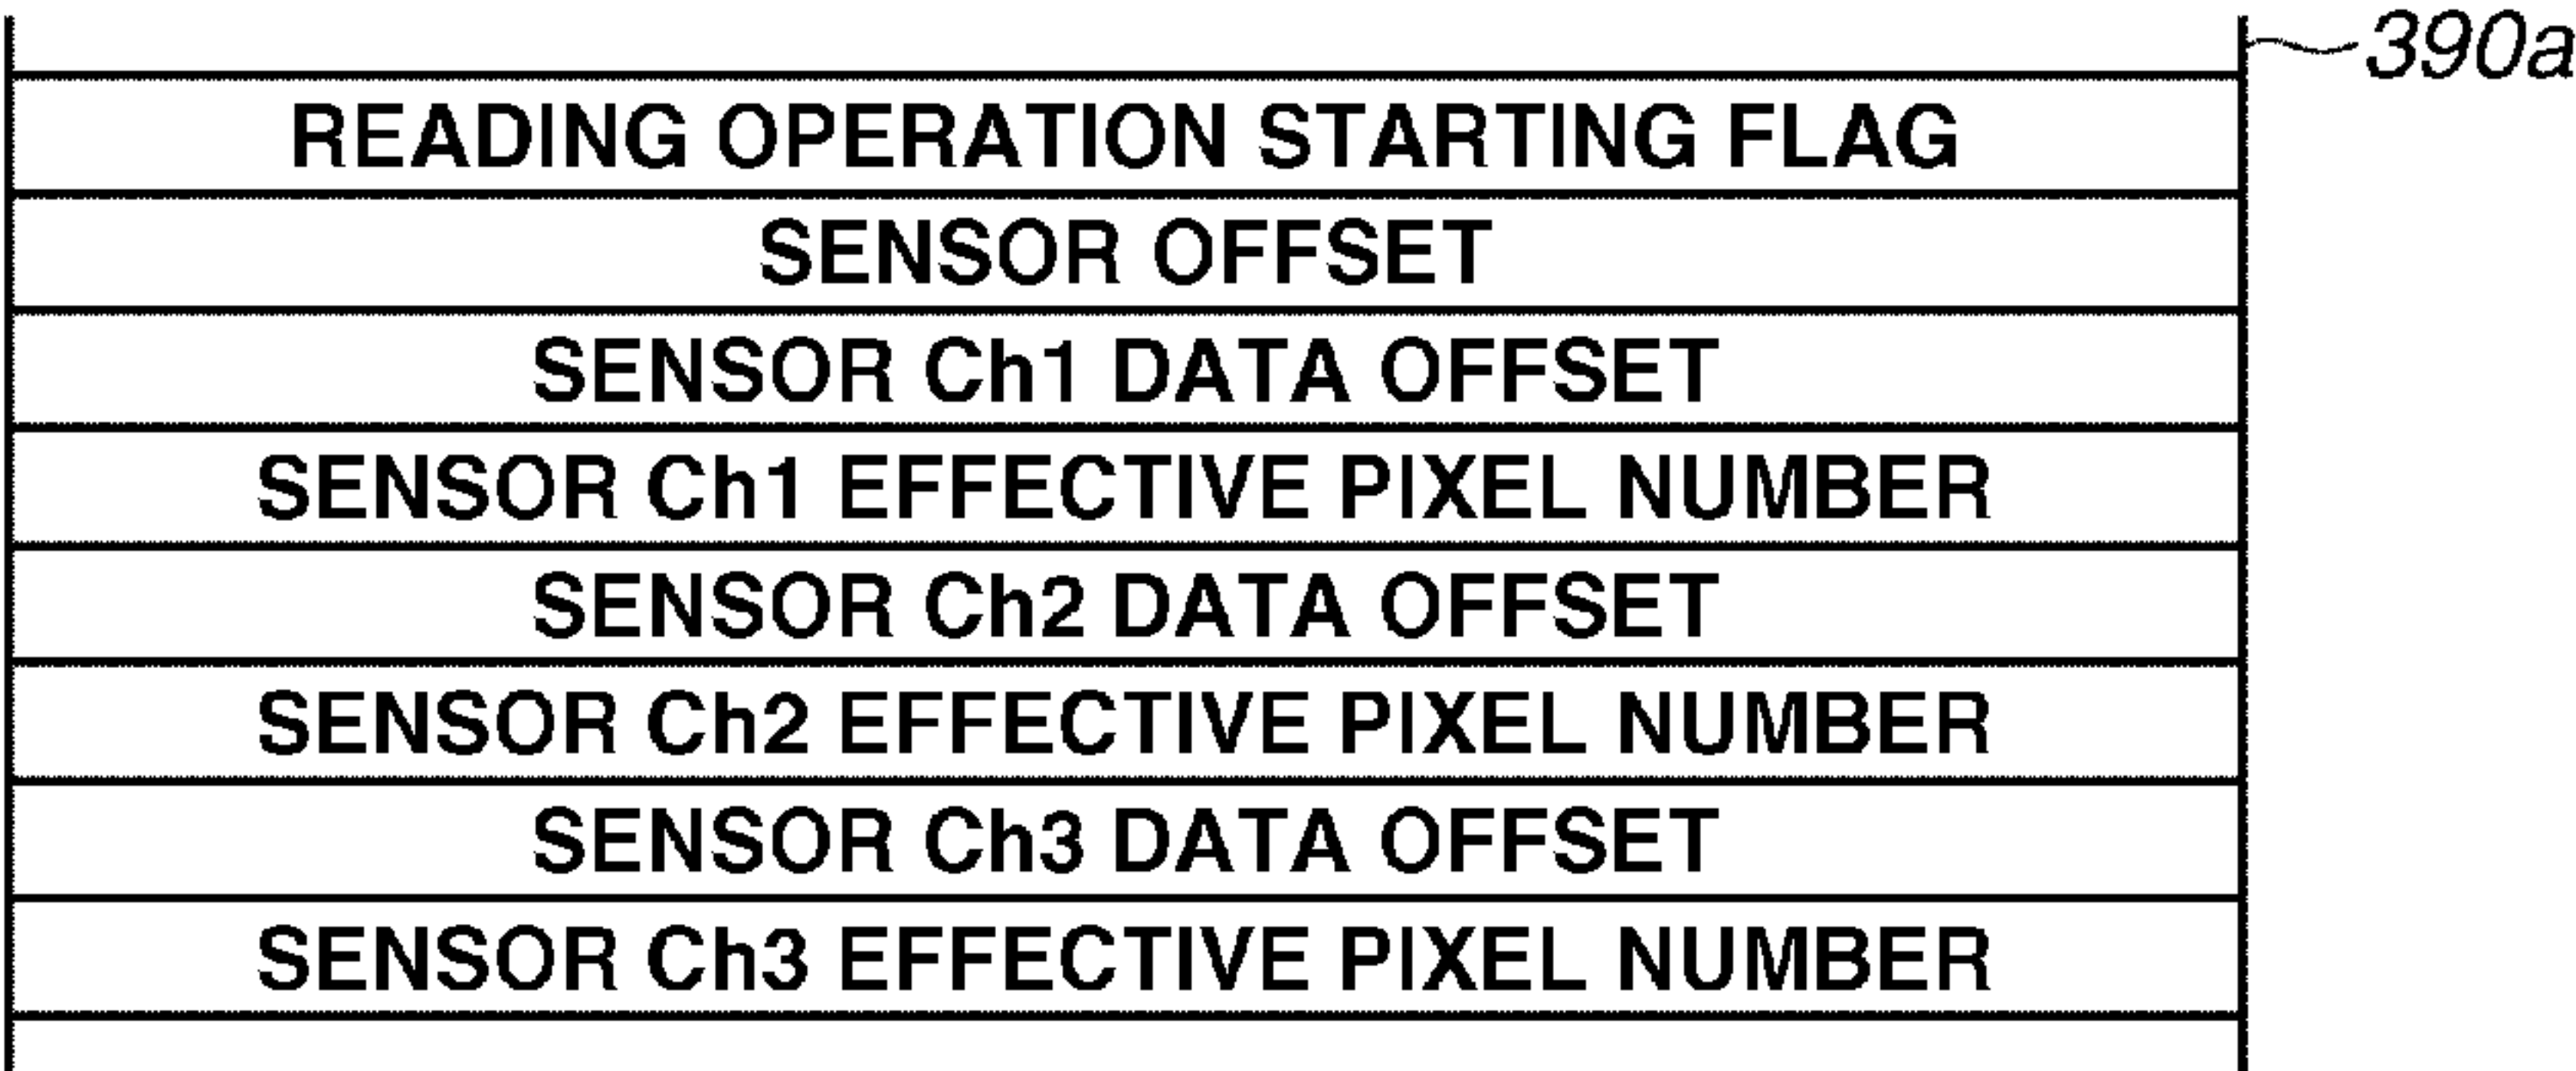 390a
READING OPERATION STARTING FLAG
SENSOR OFFSET
SENSOR Ch1 DATA OFFSET
SENSOR Ch1 EFFECTIVE PIXEL NUMBER
SENSOR Ch2 DATA OFFSET
SENSOR Ch2 EFFECTIVE PIXEL NUMBER
SENSOR Ch3 DATA OFFSET
SENSOR Ch3 EFFECTIVE PIXEL NUMBER